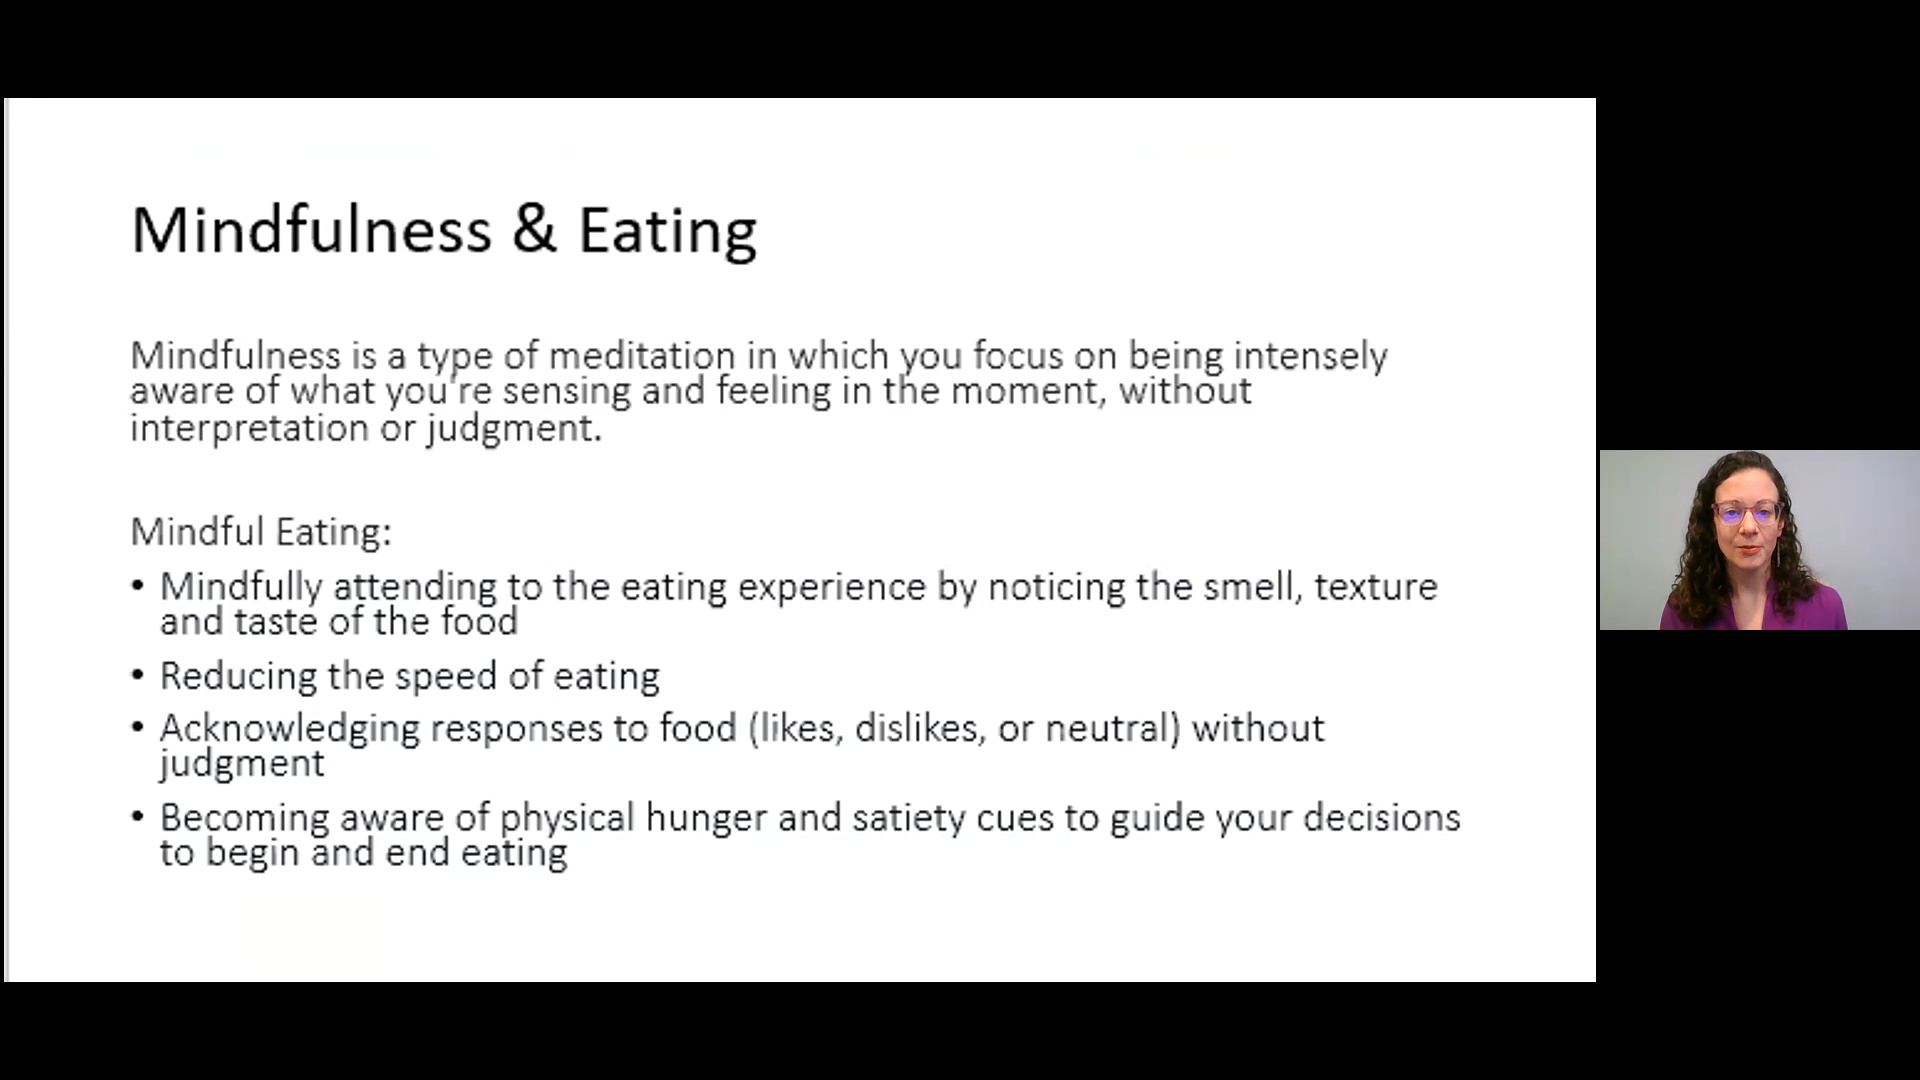 Mindfulness & Eating
Mindfulness is a type of meditation in which you focus on being intensely
aware of what you're sensing and feeling in the moment, without
interpretation or judgment.
Mindful Eating:
• Mindfully attending to the eating experience by noticing the smell, texture
and taste of the food
• Reducing the speed of eating
• Acknowledging responses to food (likes, dislikes, or neutral) without
judgment
• Becoming aware of physical hunger and satiety cues to guide your decisions
to begin and end eating